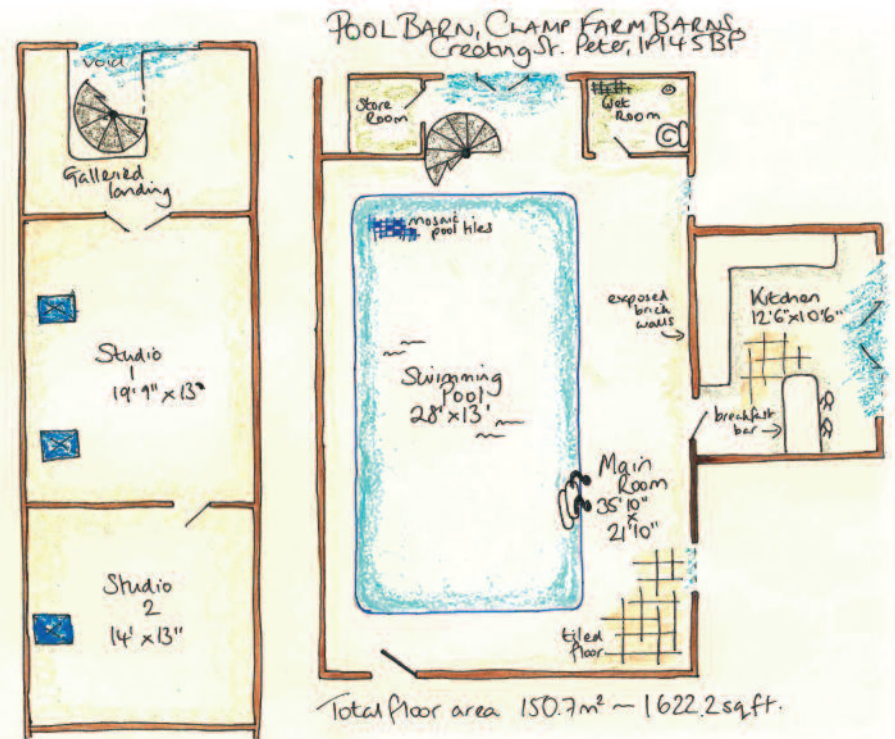 POOL BARN, CLAMP FARM BARNS,
Creeting St. Peter, IP14 5BP
void
Galleried
landing
Studio
1
19'9" x 13"
Studio
2
14' x 13"
Store
Room
Wet
Room
mosaic
pool tiles
Swimming
Pool
28' x 13'
exposed
brick
walls
Kitchen
12'6" x 10'6"
breakfast
bar
Main
Room
35'10"
x
21'10"
tiled
floor
Total floor area 150.7m² ~ 1622.2 sq ft.